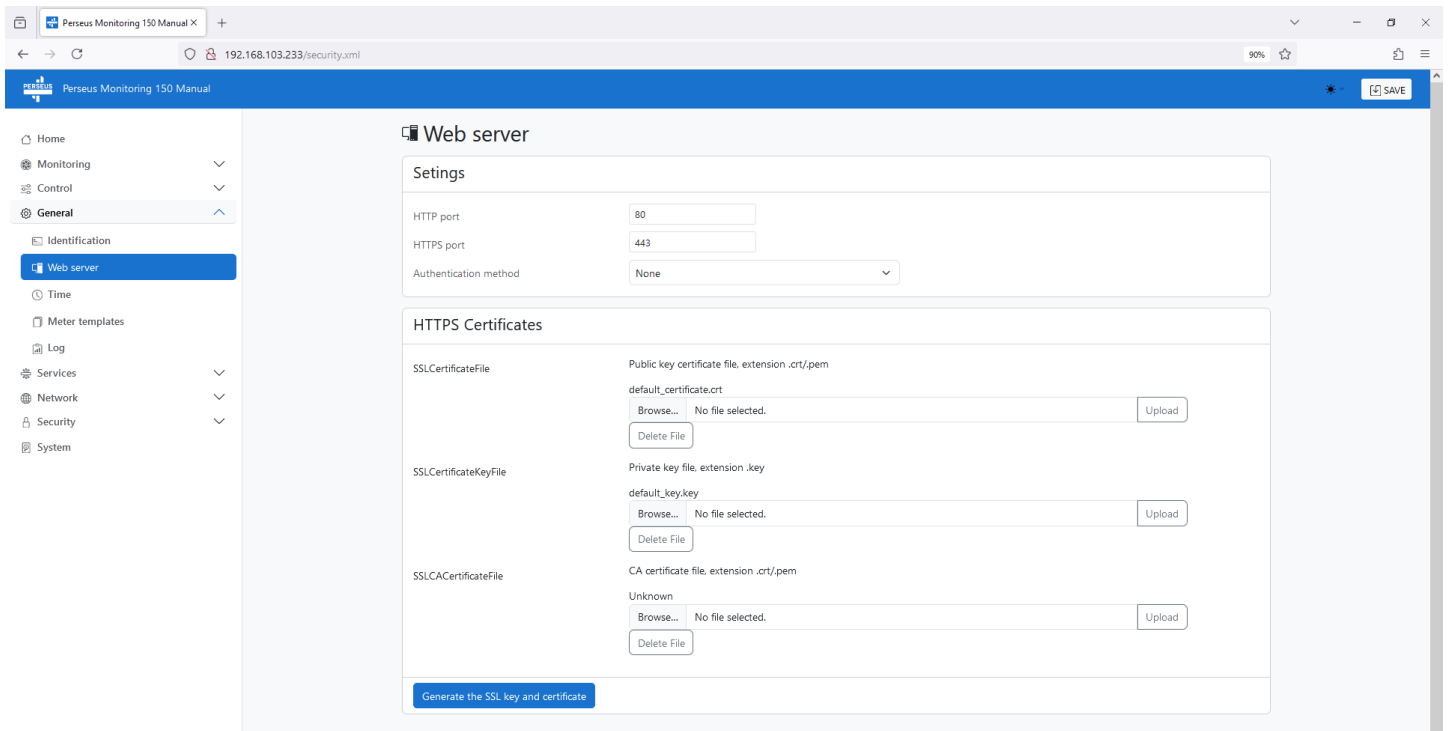 Perseus Monitoring 150 Manual
192.168.103.233/security.xml
90%
PERSEUS
Perseus Monitoring 150 Manual
SAVE
Home
Monitoring
Control
General
Identification
Web server
Time
Meter templates
Log
Services
Network
Security
System
Web server
Setings
HTTP port
80
HTTPS port
443
Authentication method
None
HTTPS Certificates
SSLCertificateFile
Public key certificate file, extension .crt/.pem
default_certificate.crt
Browse... No file selected. Upload
Delete File
SSLCertificateKeyFile
Private key file, extension .key
default_key.key
Browse... No file selected. Upload
Delete File
SSLCACertificateFile
CA certificate file, extension .crt/.pem
Unknown
Browse... No file selected. Upload
Delete File
Generate the SSL key and certificate